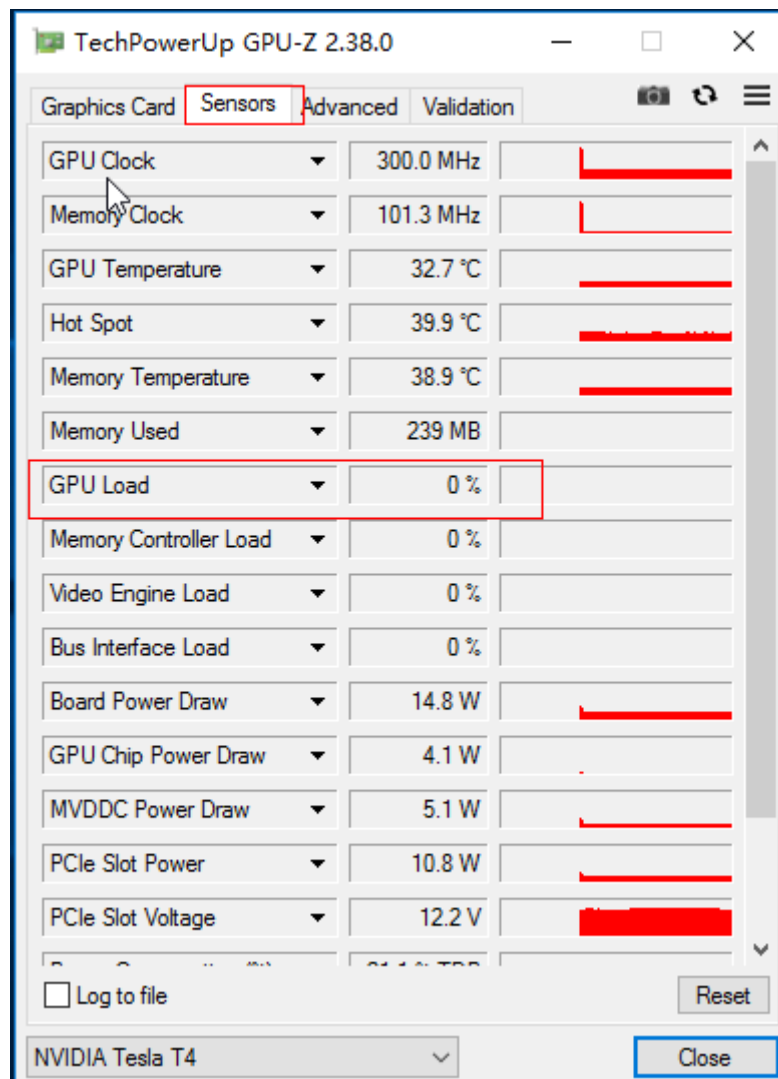 TechPowerUp GPU-Z 2.38.0
Graphics Card Sensors Advanced Validation
GPU Clock 300.0 MHz
Memory Clock 101.3 MHz
GPU Temperature 32.7 °C
Hot Spot 39.9 °C
Memory Temperature 38.9 °C
Memory Used 239 MB
GPU Load 0 %
Memory Controller Load 0 %
Video Engine Load 0 %
Bus Interface Load 0 %
Board Power Draw 14.8 W
GPU Chip Power Draw 4.1 W
MVDDC Power Draw 5.1 W
PCIe Slot Power 10.8 W
PCIe Slot Voltage 12.2 V
Log to file Reset
NVIDIA Tesla T4 Close